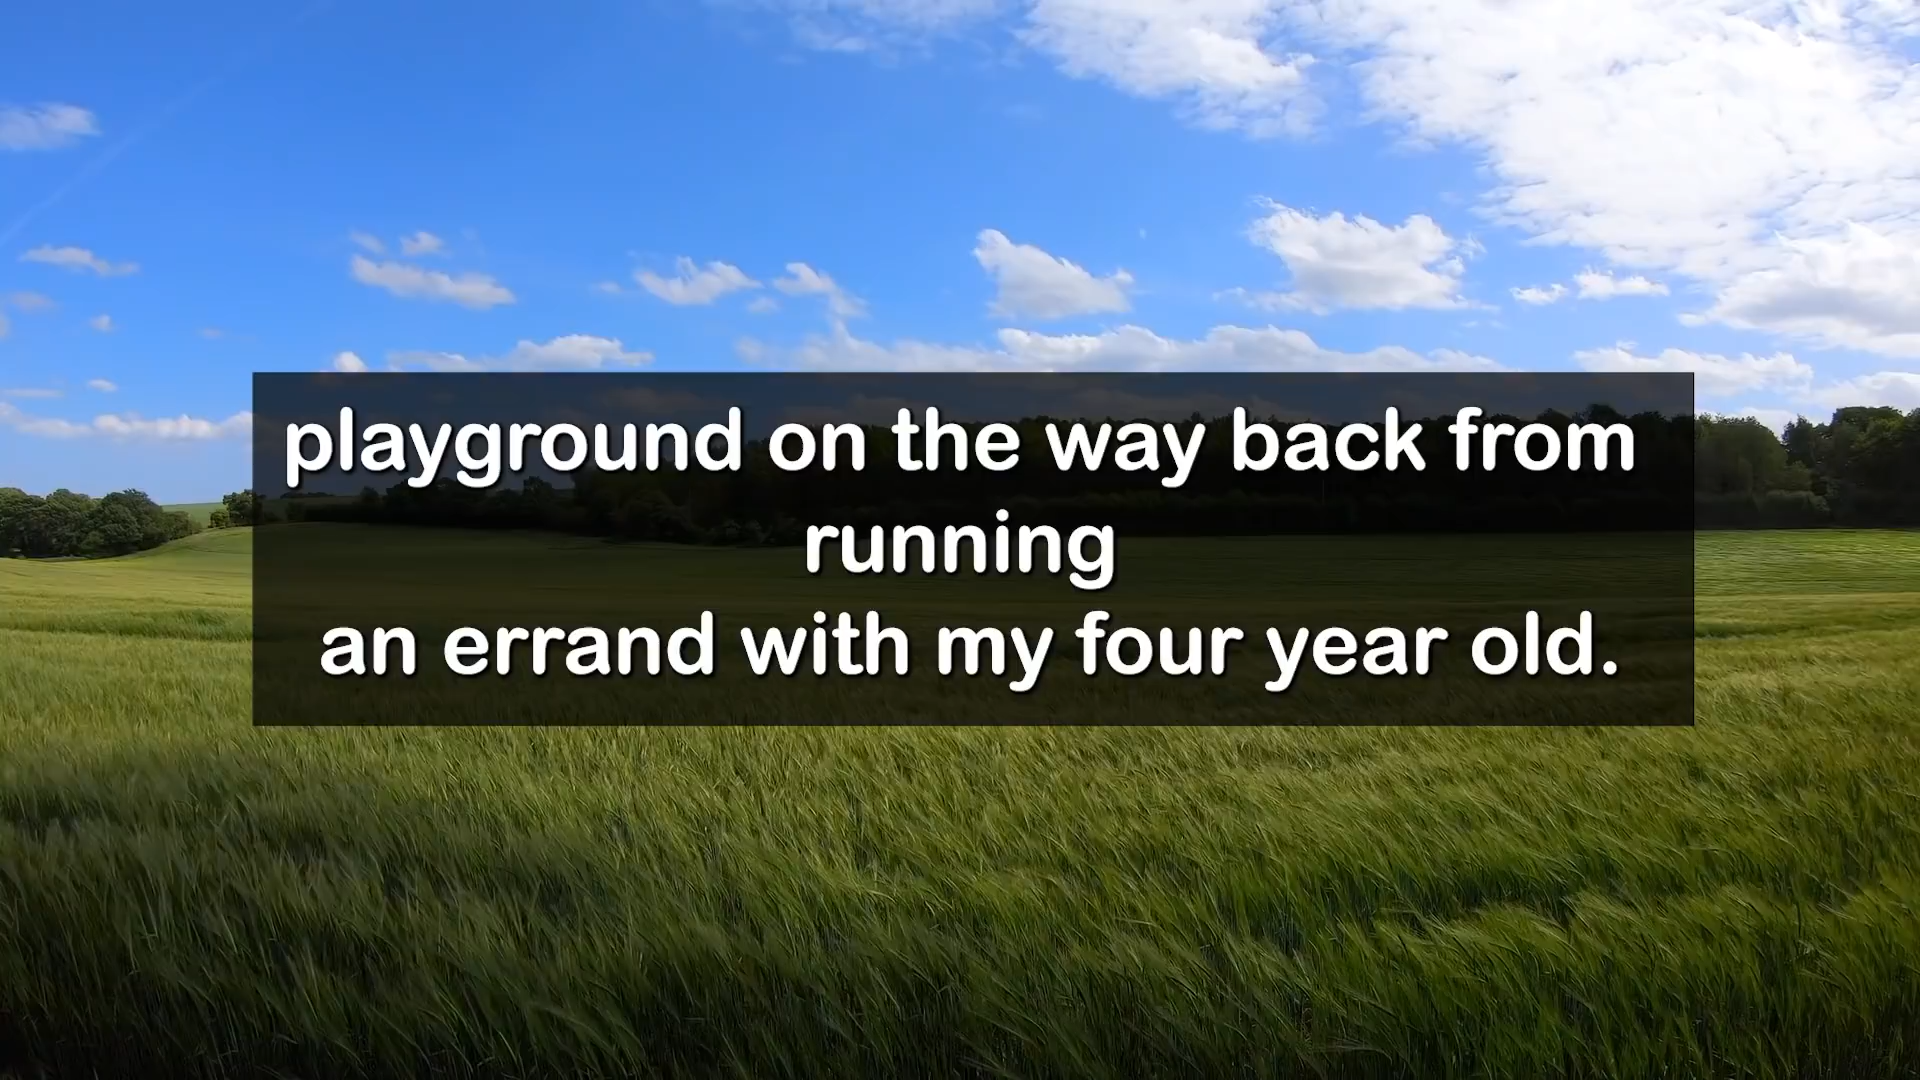 playground on the way back from
running
an errand with my four year old.